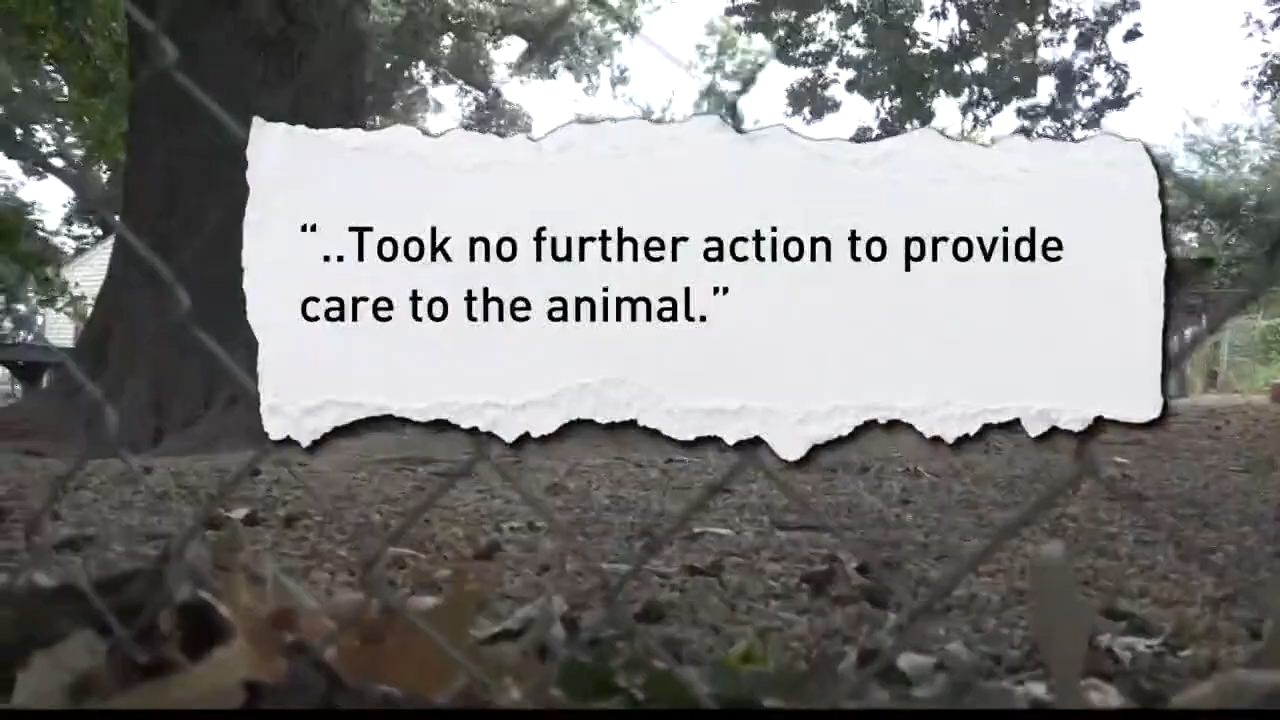 “..Took no further action to provide
care to the animal.”